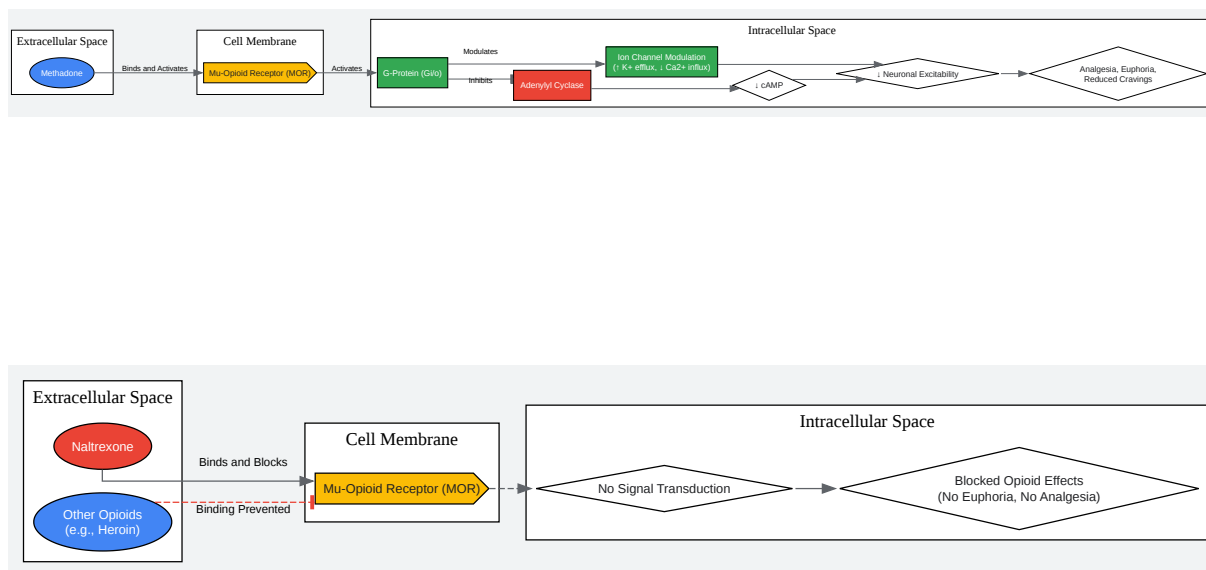 Extracellular Space
Methadone
Binds and Activates
Cell Membrane
Mu-Opioid Receptor (MOR)
Activates
Intracellular Space
G-Protein (Gi/o)
Modulates
Inhibits
Ion Channel Modulation
(↑ K+ efflux, ↓ Ca2+ influx)
Adenylyl Cyclase
↓ cAMP
↓ Neuronal Excitability
Analgesia, Euphoria,
Reduced Cravings
Extracellular Space
Naltrexone
Other Opioids
(e.g., Heroin)
Binds and Blocks
Binding Prevented
Cell Membrane
Mu-Opioid Receptor (MOR)
Intracellular Space
No Signal Transduction
Blocked Opioid Effects
(No Euphoria, No Analgesia)